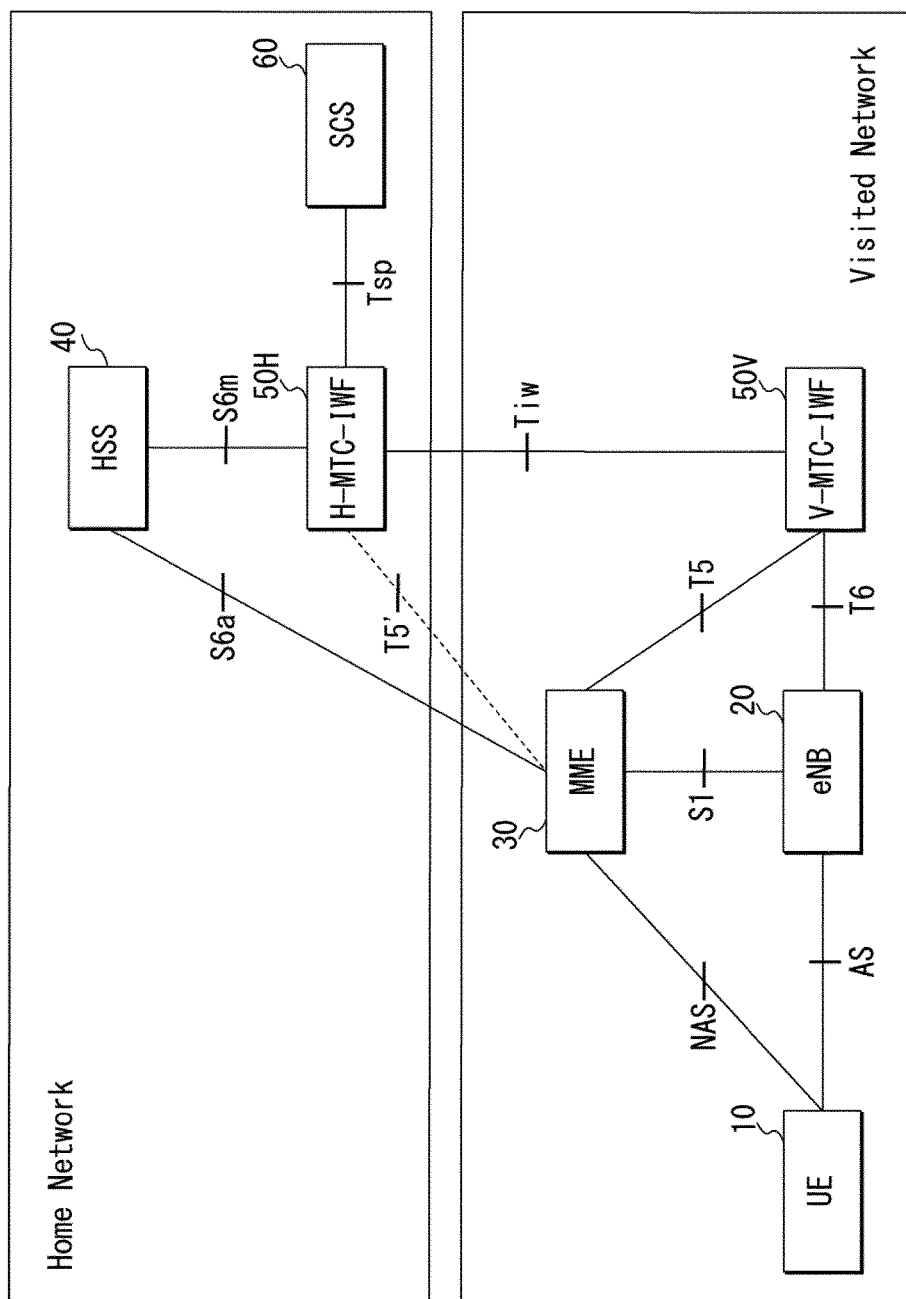 Home Network
HSS
40
SCS
60
S6m
S6a
Tsp
H-MTC-IWF
50H
T5'
Tiw
Visited Network
MME
30
T5
V-MTC-IWF
50V
NAS
S1
T6
eNB
20
AS
UE
10